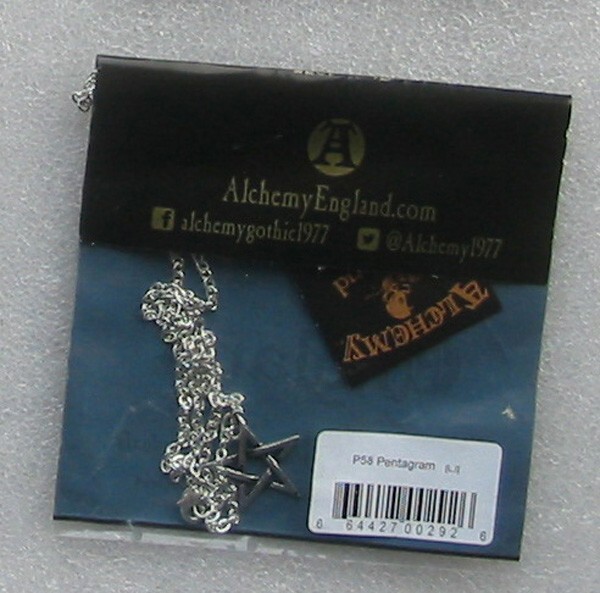 A
AlchemyEngland.com
f alchemygothic1977 @Alchemy1977
ALCHEMY
P58 Pentagram
6 64427 00292 6